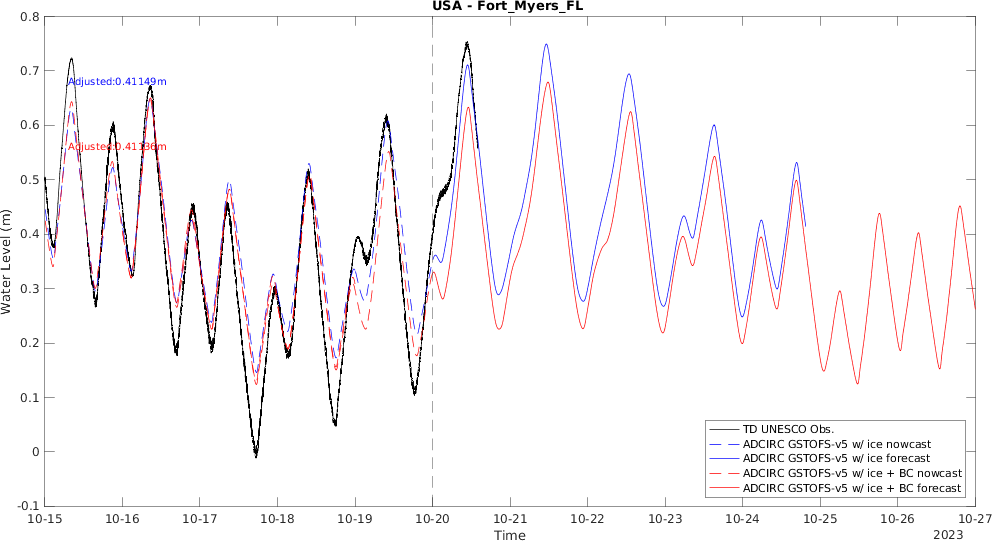 USA - Fort_Myers_FL
0.8
0.7
0.6
0.5
0.4
0.3
0.2
0.1
0
-0.1
Water Level (m)
Adjusted:0.41149m
Adjusted:0.41136m
TD UNESCO Obs.
ADCIRC GSTOFS-v5 w/ ice nowcast
ADCIRC GSTOFS-v5 w/ ice forecast
ADCIRC GSTOFS-v5 w/ ice + BC nowcast
ADCIRC GSTOFS-v5 w/ ice + BC forecast
10-15 10-16 10-17 10-18 10-19 10-20 10-21 10-22 10-23 10-24 10-25 10-26 10-27
Time
2023